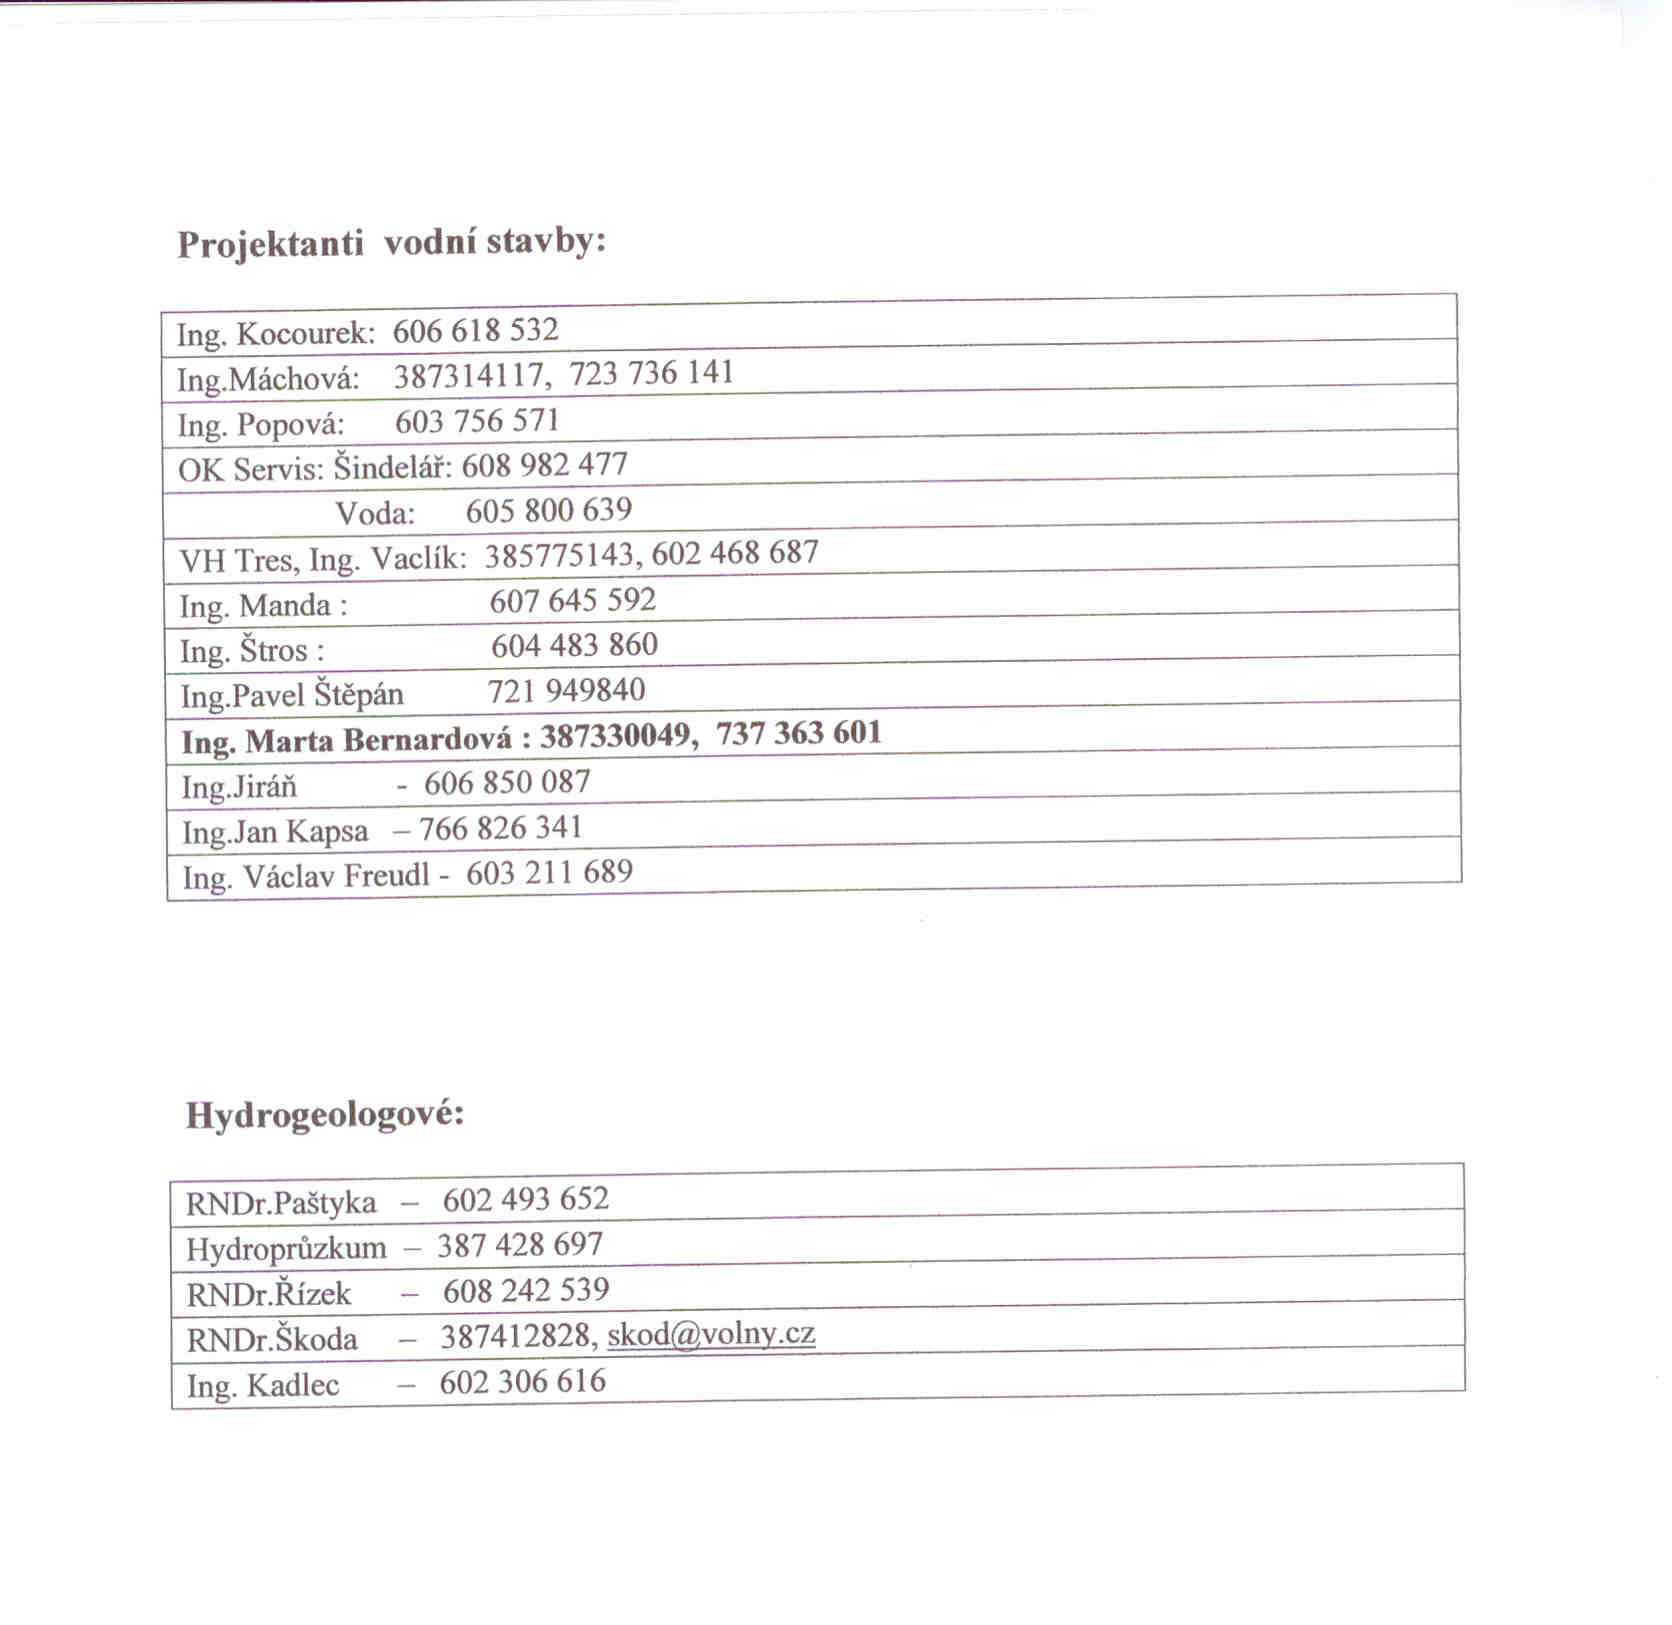 Projektanti vodní stavby:
Ing. Kocourek: 606 618 532
Ing.Máchová: 387314117, 723 736 141
Ing. Popová: 603 756 571
OK Servis: Šindelář: 608 982 477
Voda: 605 800 639
VH Tres, Ing. Vaclík: 385775143, 602 468 687
Ing. Manda : 607 645 592
Ing. Štros : 604 483 860
Ing.Pavel Štěpán 721 949840
Ing. Marta Bernardová : 387330049, 737 363 601
Ing.Jiráň - 606 850 087
Ing.Jan Kapsa – 766 826 341
Ing. Václav Freudl - 603 211 689
Hydrogeologové:
RNDr.Paštyka – 602 493 652
Hydroprůzkum – 387 428 697
RNDr.Řízek – 608 242 539
RNDr.Škoda – 387412828, skod@volny.cz
Ing. Kadlec – 602 306 616